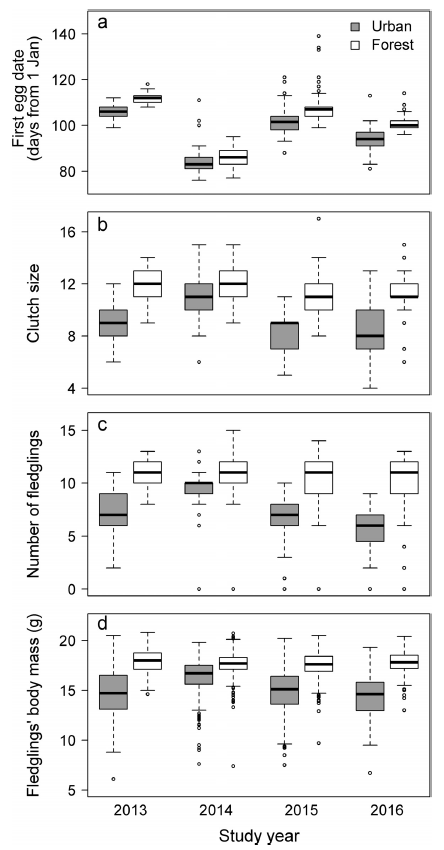 a
Urban
Forest
First egg date
(days from 1 Jan)
140
120
100
80
b
Clutch size
16
12
8
4
c
Number of fledglings
15
10
5
0
d
Fledglings' body mass (g)
20
15
10
5
2013 2014 2015 2016
Study year